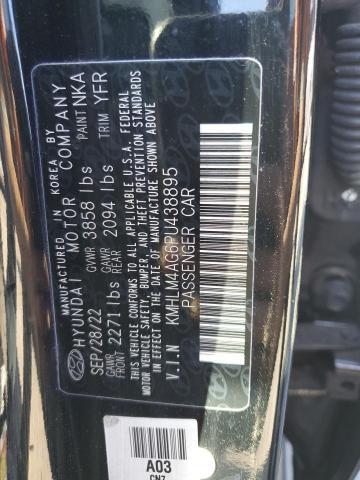 MANUFACTURED IN KOREA BY
HYUNDAI MOTOR COMPANY
SEP/28/22 GVWR 3858 lbs PAINT NKA
GAWR FRONT 2271 lbs GAWR REAR 2094 lbs TRIM YFR
THIS VEHICLE CONFORMS TO ALL APPLICABLE U.S.A. FEDERAL
MOTOR VEHICLE SAFETY, BUMPER, AND THEFT PREVENTION STANDARDS
IN EFFECT ON THE DATE OF MANUFACTURE SHOWN ABOVE.
V.I.N KMHLM4AG6PU438895
PASSENGER CAR
A03
CN7